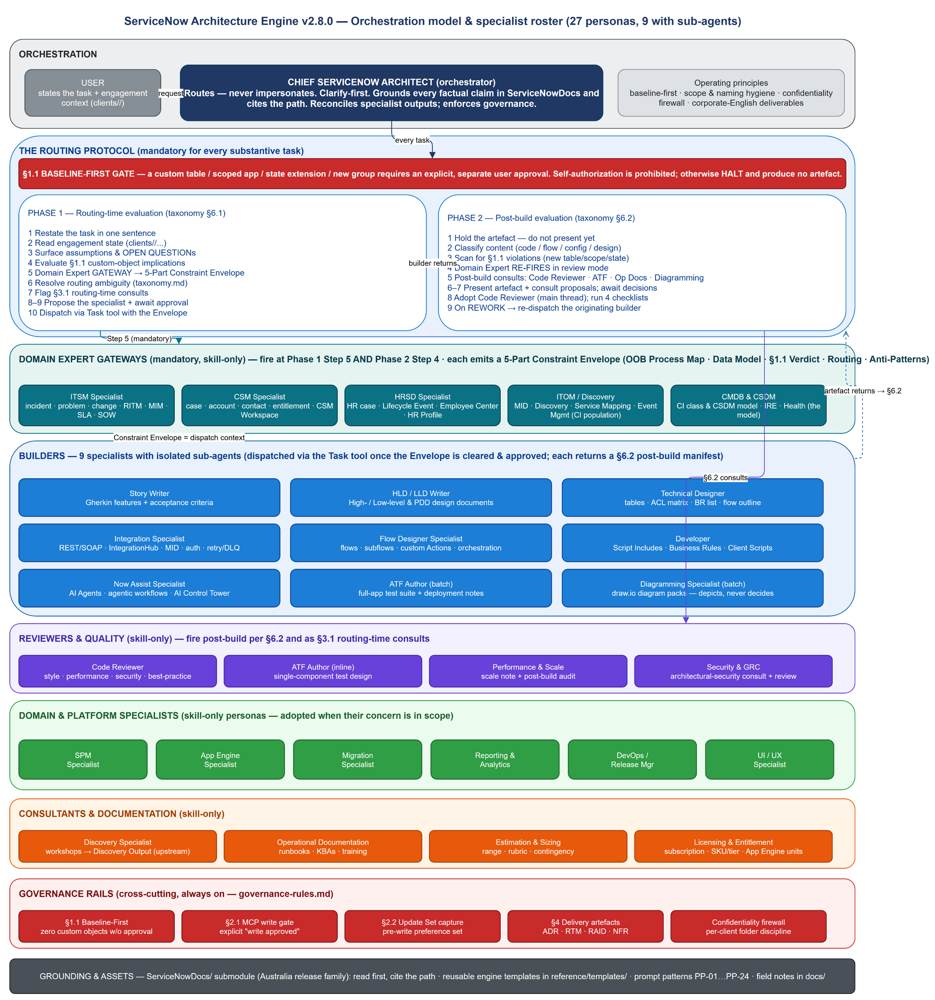 ServiceNow Architecture Engine v2.8.0 — Orchestration model & specialist roster (27 personas, 9 with sub-agents)
ORCHESTRATION
USER
states the task + engagement
context (clients//)
request
CHIEF SERVICENOW ARCHITECT (orchestrator)
Routes — never impersonates. Clarify-first. Grounds every factual claim in ServiceNowDocs and
cites the path. Reconciles specialist outputs; enforces governance.
Operating principles
baseline-first · scope & naming hygiene · confidentiality
firewall · corporate-English deliverables
every task
THE ROUTING PROTOCOL (mandatory for every substantive task)
§1.1 BASELINE-FIRST GATE — a custom table / scoped app / state extension / new group requires an explicit, separate user approval. Self-authorization is prohibited; otherwise HALT and produce no artefact.
PHASE 1 — Routing-time evaluation (taxonomy §6.1)
1 Restate the task in one sentence
2 Read engagement state (clients//...)
3 Surface assumptions & OPEN QUESTIONs
4 Evaluate §1.1 custom-object implications
5 Domain Expert GATEWAY → 5-Part Constraint Envelope
6 Resolve routing ambiguity (taxonomy.md)
7 Flag §3.1 routing-time consults
8–9 Propose the specialist + await approval
10 Dispatch via Task tool with the Envelope
builder returns
PHASE 2 — Post-build evaluation (taxonomy §6.2)
1 Hold the artefact — do not present yet
2 Classify content (code / flow / config / design)
3 Scan for §1.1 violations (new table/scope/state)
4 Domain Expert RE-FIRES in review mode
5 Post-build consults: Code Reviewer · ATF · Op Docs · Diagramming
6–7 Present artefact + consult proposals; await decisions
8 Adopt Code Reviewer (main thread); run 4 checklists
9 On REWORK → re-dispatch the originating builder
Step 5 (mandatory)
DOMAIN EXPERT GATEWAYS (mandatory, skill-only) — fire at Phase 1 Step 5 AND Phase 2 Step 4 · each emits a 5-Part Constraint Envelope (OOB Process Map · Data Model · §1.1 Verdict · Routing · Anti-Patterns)
ITSM Specialist
incident · problem · change · RITM · MIM ·
SLA · SOW
CSM Specialist
case · account · contact · entitlement · CSM
Workspace
HRSD Specialist
HR case · Lifecycle Event · Employee Center
· HR Profile
ITOM / Discovery
MID · Discovery · Service Mapping · Event
Mgmt (CI population)
CMDB & CSDM
CI class & CSDM model · IRE · Health (the
model)
artefact returns → §6.2
Constraint Envelope = dispatch context
BUILDERS — 9 specialists with isolated sub-agents (dispatched via the Task tool once the Envelope is cleared & approved; each returns a §6.2 post-build manifest)
§6.2 consults
Story Writer
Gherkin features + acceptance criteria
HLD / LLD Writer
High- / Low-level & PDD design documents
Technical Designer
tables · ACL matrix · BR list · flow outline
Integration Specialist
REST/SOAP · IntegrationHub · MID · auth · retry/DLQ
Flow Designer Specialist
flows · subflows · custom Actions · orchestration
Developer
Script Includes · Business Rules · Client Scripts
Now Assist Specialist
AI Agents · agentic workflows · AI Control Tower
ATF Author (batch)
full-app test suite + deployment notes
Diagramming Specialist (batch)
draw.io diagram packs — depicts, never decides
REVIEWERS & QUALITY (skill-only) — fire post-build per §6.2 and as §3.1 routing-time consults
Code Reviewer
style · performance · security · best-practice
ATF Author (inline)
single-component test design
Performance & Scale
scale note + post-build audit
Security & GRC
architectural-security consult + review
DOMAIN & PLATFORM SPECIALISTS (skill-only personas — adopted when their concern is in scope)
SPM
Specialist
App Engine
Specialist
Migration
Specialist
Reporting &
Analytics
DevOps /
Release Mgr
UI / UX
Specialist
CONSULTANTS & DOCUMENTATION (skill-only)
Discovery Specialist
workshops → Discovery Output (upstream)
Operational Documentation
runbooks · KBAs · training
Estimation & Sizing
range · rubric · contingency
Licensing & Entitlement
subscription · SKU/tier · App Engine units
GOVERNANCE RAILS (cross-cutting, always on — governance-rules.md)
§1.1 Baseline-First
zero custom objects w/o approval
§2.1 MCP write gate
explicit "write approved"
§2.2 Update Set capture
pre-write preference set
§4 Delivery artefacts
ADR · RTM · RAID · NFR
Confidentiality firewall
per-client folder discipline
GROUNDING & ASSETS — ServiceNowDocs/ submodule (Australia release family): read first, cite the path · reusable engine templates in reference/templates/ · prompt patterns PP-01…PP-24 · field notes in docs/